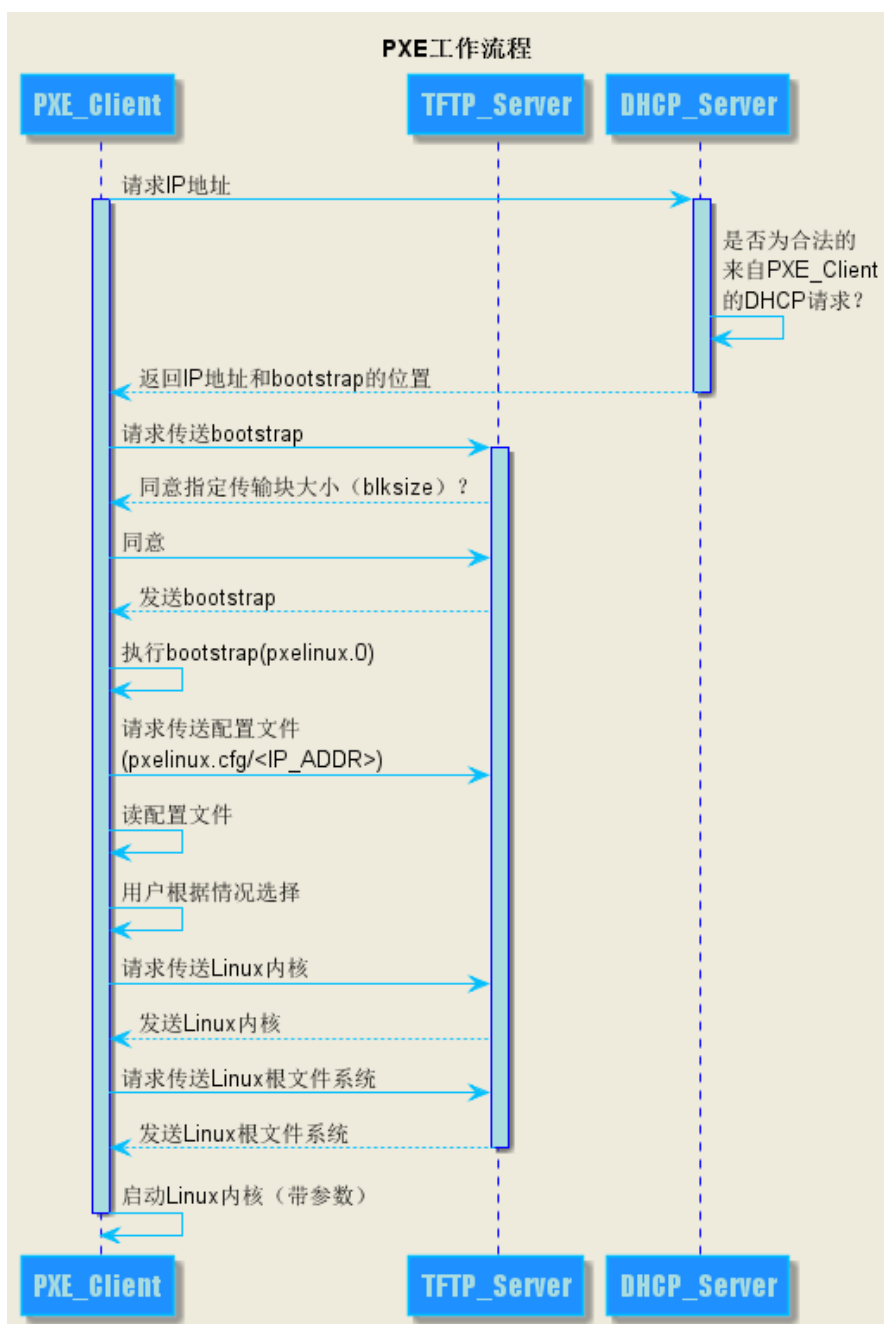 PXE工作流程
PXE_Client
TFTP_Server
DHCP_Server
请求IP地址
是否为合法的
来自PXE_Client
的DHCP请求？
返回IP地址和bootstrap的位置
请求传送bootstrap
同意指定传输块大小（blksize）？
同意
发送bootstrap
执行bootstrap(pxelinux.0)
请求传送配置文件
(pxelinux.cfg/<IP_ADDR>)
读配置文件
用户根据情况选择
请求传送Linux内核
发送Linux内核
请求传送Linux根文件系统
发送Linux根文件系统
启动Linux内核（带参数）
PXE_Client
TFTP_Server
DHCP_Server